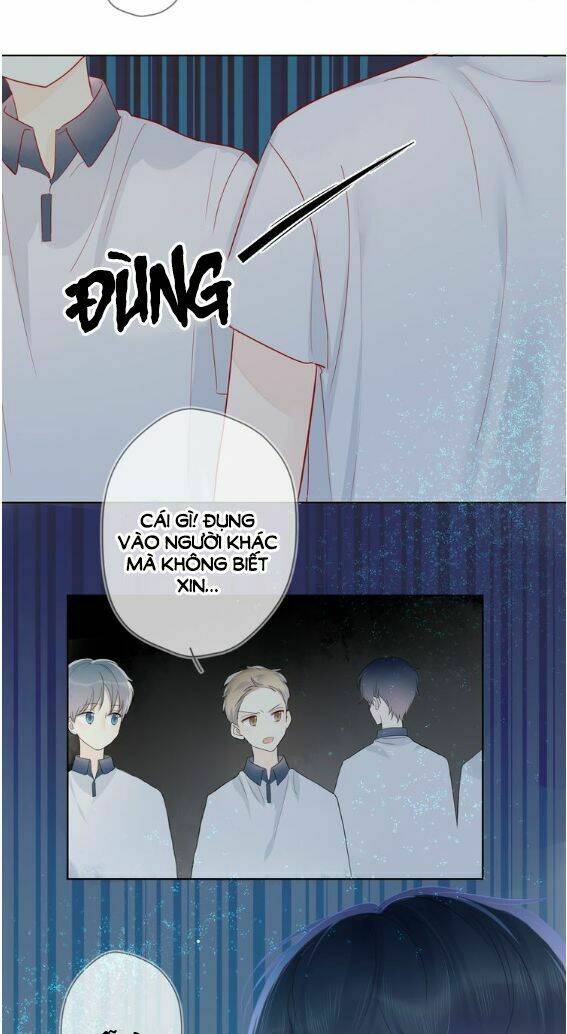 ĐÙNG
CÁI GÌ! ĐỤNG
VÀO NGƯỜI KHÁC
MÀ KHÔNG BIẾT
XIN...